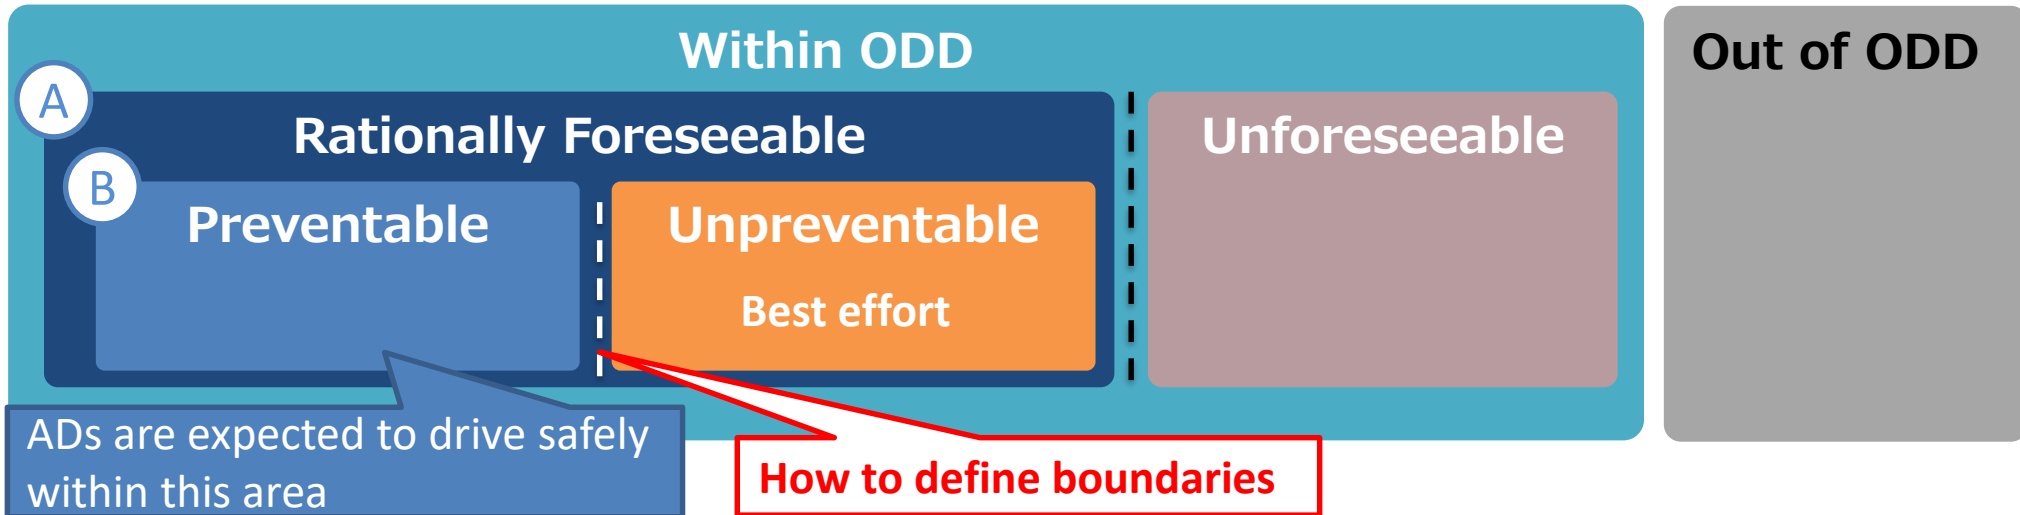 Within ODD
Out of ODD
A
Rationally Foreseeable
Unforeseeable
B
Preventable
Unpreventable
Best effort
ADs are expected to drive safely
within this area
How to define boundaries